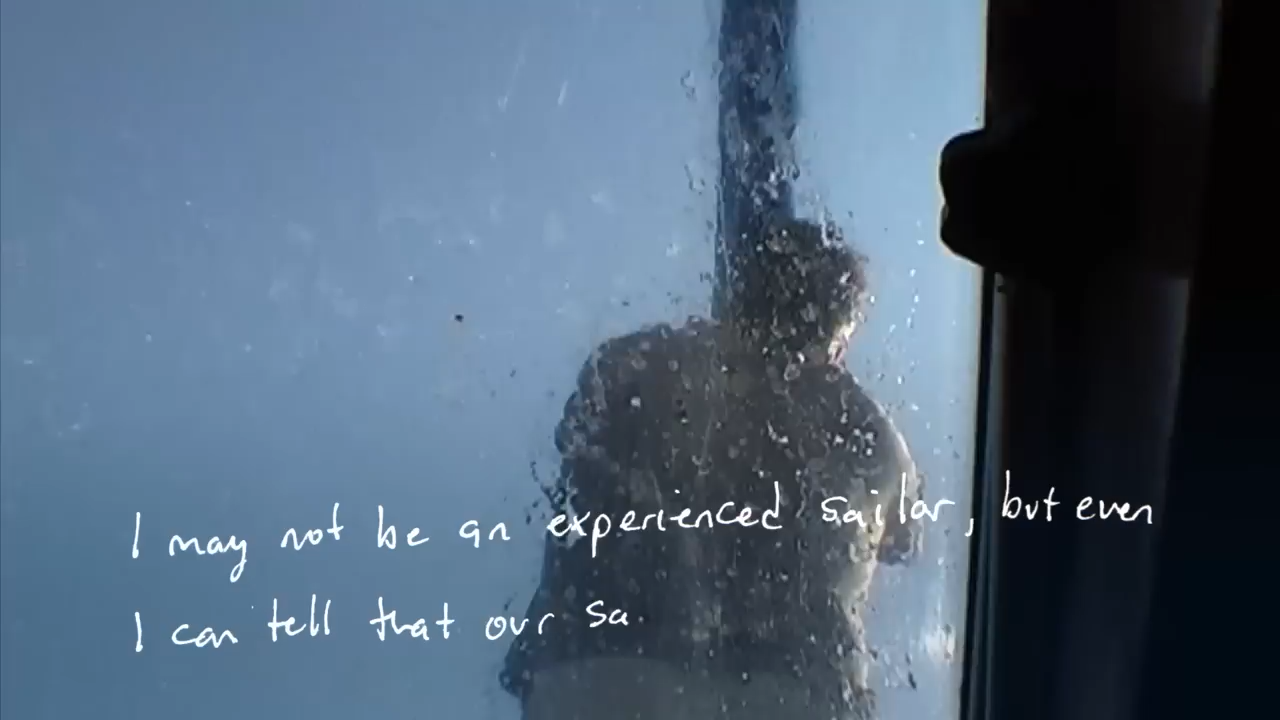 I may not be an experienced sailor, but even
I can tell that our sa